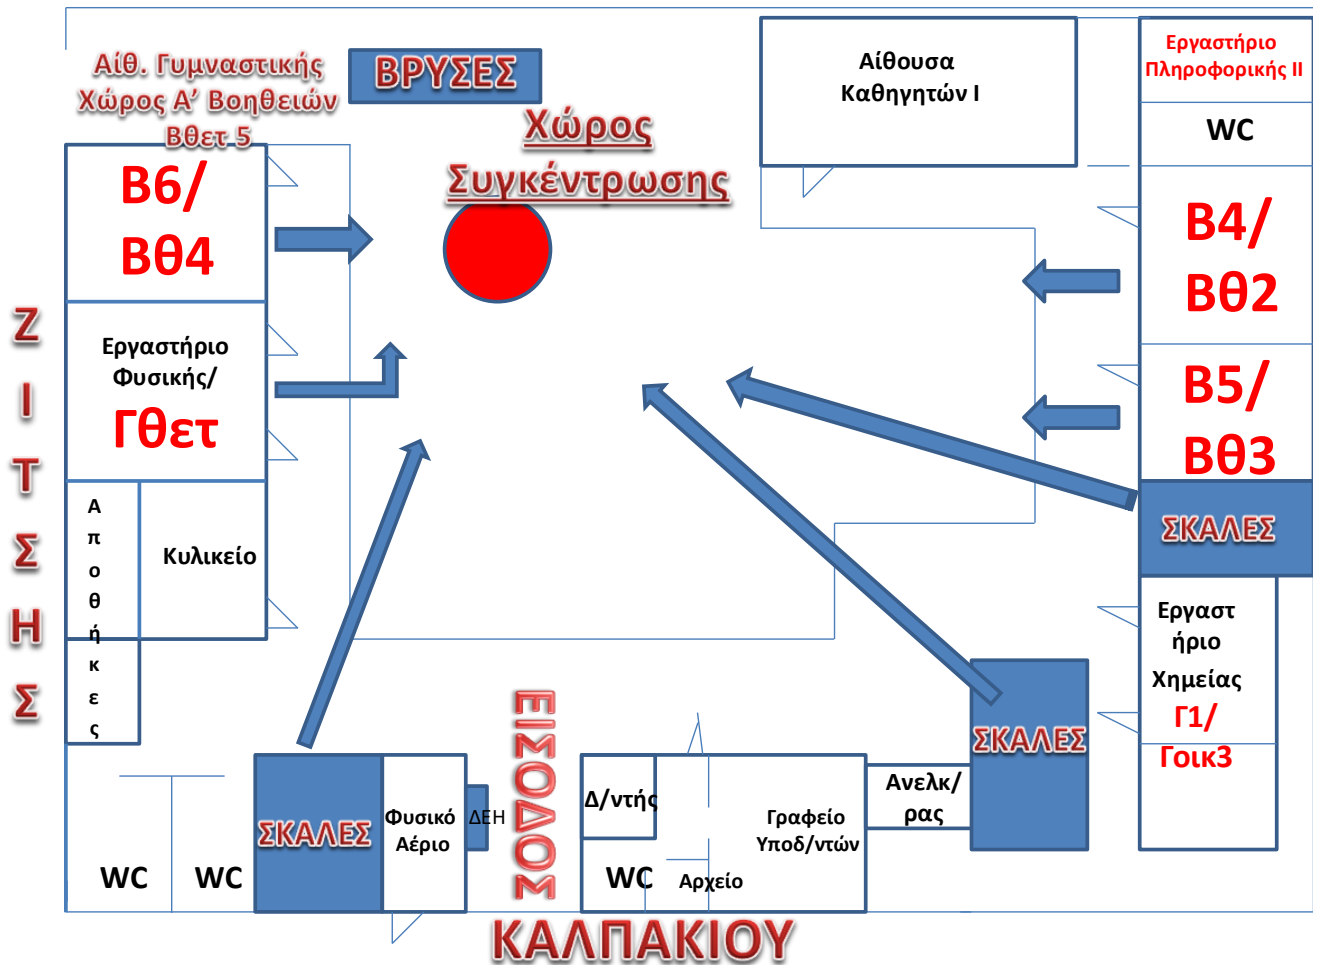 Αίθ. Γυμναστικής
Χώρος Α’ Βοηθειών
Βθετ 5
ΒΡΥΣΕΣ
Χώρος
Συγκέντρωσης
Αίθουσα
Καθηγητών Ι
Εργαστήριο
Πληροφορικής ΙΙ
WC
Β6/
Βθ4
Β4/
Βθ2
Εργαστήριο
Φυσικής/
Γθετ
Β5/
Βθ3
ΖΙΤΣΗΣ
Αποθήκες
Κυλικείο
ΣΚΑΛΕΣ
Εργαστ
ήριο
Χημείας
Γ1/
Γοικ3
ΣΚΑΛΕΣ
ΕΙΣΟΔΟΣ
WC
WC
ΣΚΑΛΕΣ
Φυσικό
Αέριο
ΔΕΗ
Δ/ντής
WC
Αρχείο
Γραφείο
Υποδ/ντών
Ανελκ/
ρας
ΚΑΛΠΑΚΙΟΥ